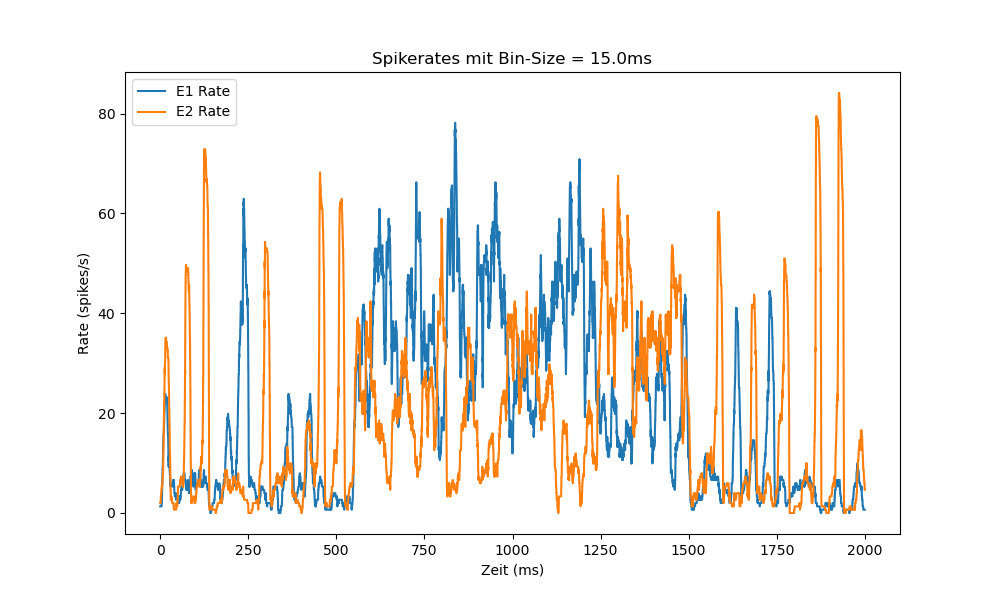 Spikerates mit Bin-Size = 15.0ms
E1 Rate
E2 Rate
80
60
40
20
0
Rate (spikes/s)
0 250 500 750 1000 1250 1500 1750 2000
Zeit (ms)